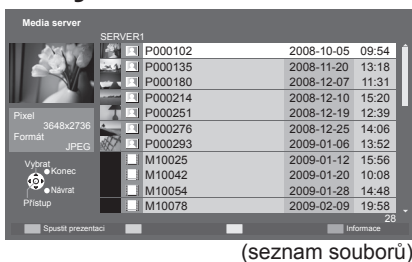 Media server
SERVER1
P000102 2008-10-05 09:54
P000135 2008-11-20 13:18
P000180 2008-12-07 11:31
P000214 2008-12-10 15:20
P000251 2008-12-19 12:39
P000276 2008-12-25 14:06
P000293 2009-01-06 13:52
M10025 2009-01-12 15:56
M10042 2009-01-20 10:08
M10054 2009-01-28 14:48
M10078 2009-02-09 19:58
28
Pixel
3648x2736
Formát
JPEG
Vybrat
Konec
Návrat
Přístup
Spustit prezentaci
Informace
(seznam souborů)